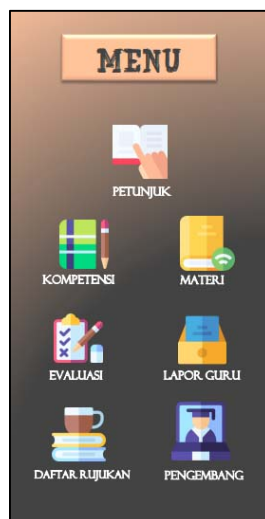 MENU
PETUNJUK
KOMPETENSI
MATERI
EVALUASI
LAPOR GURU
DAFTAR RUJUKAN
PENGEMBANG